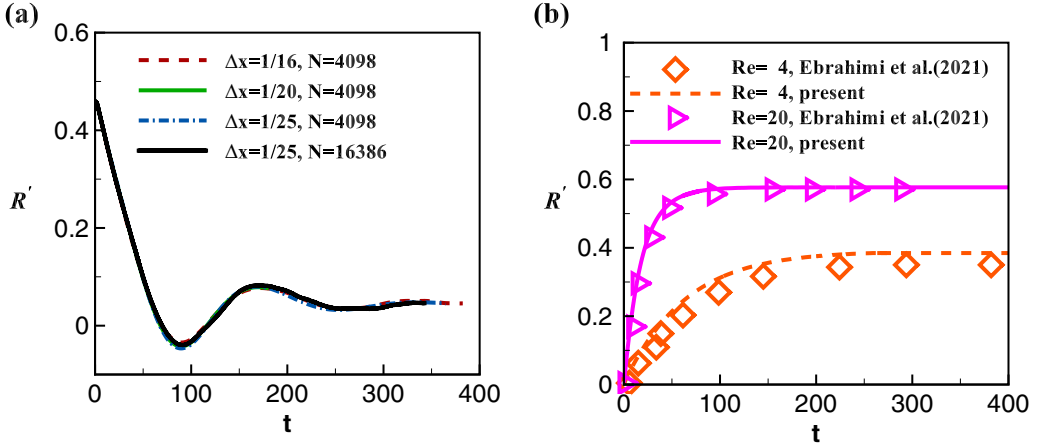 (a)
0.6
0.4
0.2
0
R'
0
100
200
300
400
t
Δx=1/16, N=4098
Δx=1/20, N=4098
Δx=1/25, N=4098
Δx=1/25, N=16386
(b)
1
0.8
0.6
0.4
0.2
0
R'
0
100
200
300
400
t
Re= 4, Ebrahimi et al.(2021)
Re= 4, present
Re=20, Ebrahimi et al.(2021)
Re=20, present